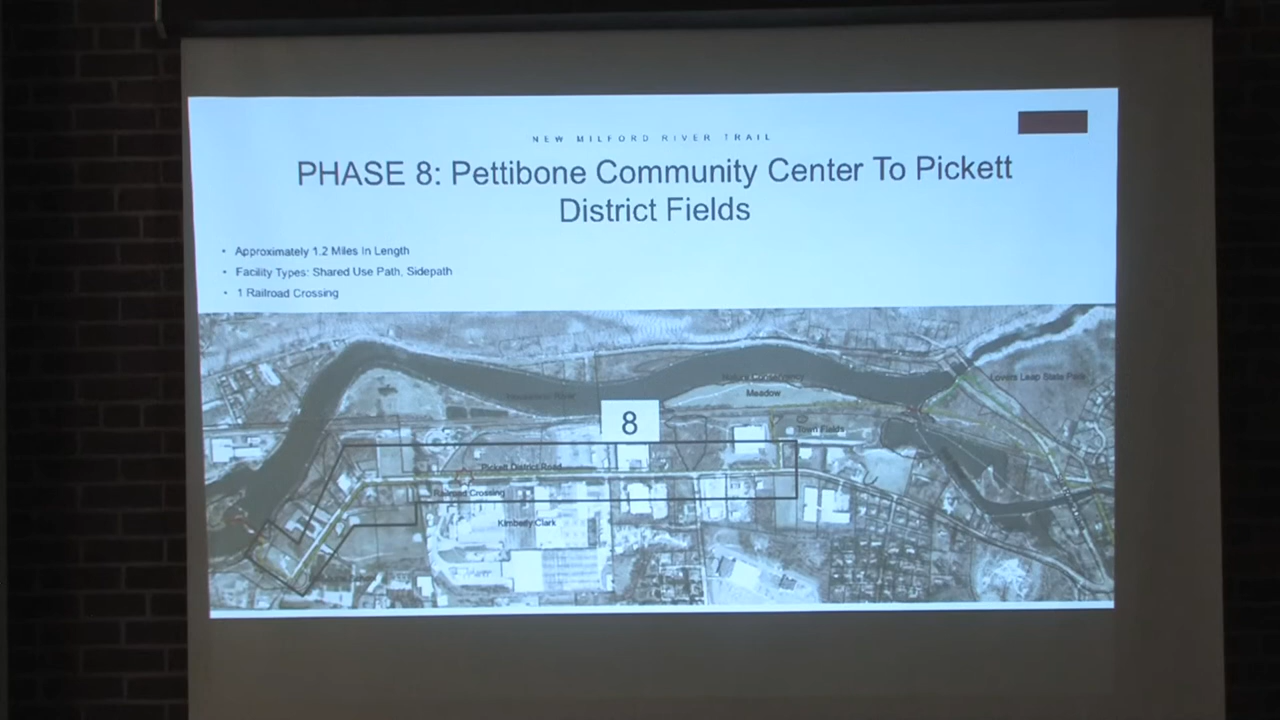 NEW MILFORD RIVER TRAIL
PHASE 8: Pettibone Community Center To Pickett
District Fields
• Approximately 1.2 Miles In Length
• Facility Types: Shared Use Path, Sidepath
• 1 Railroad Crossing
Lovers Leap State Park
Meadow
8
Town Fields
Pickett District Road
Railroad Crossing
Kimberly Clark